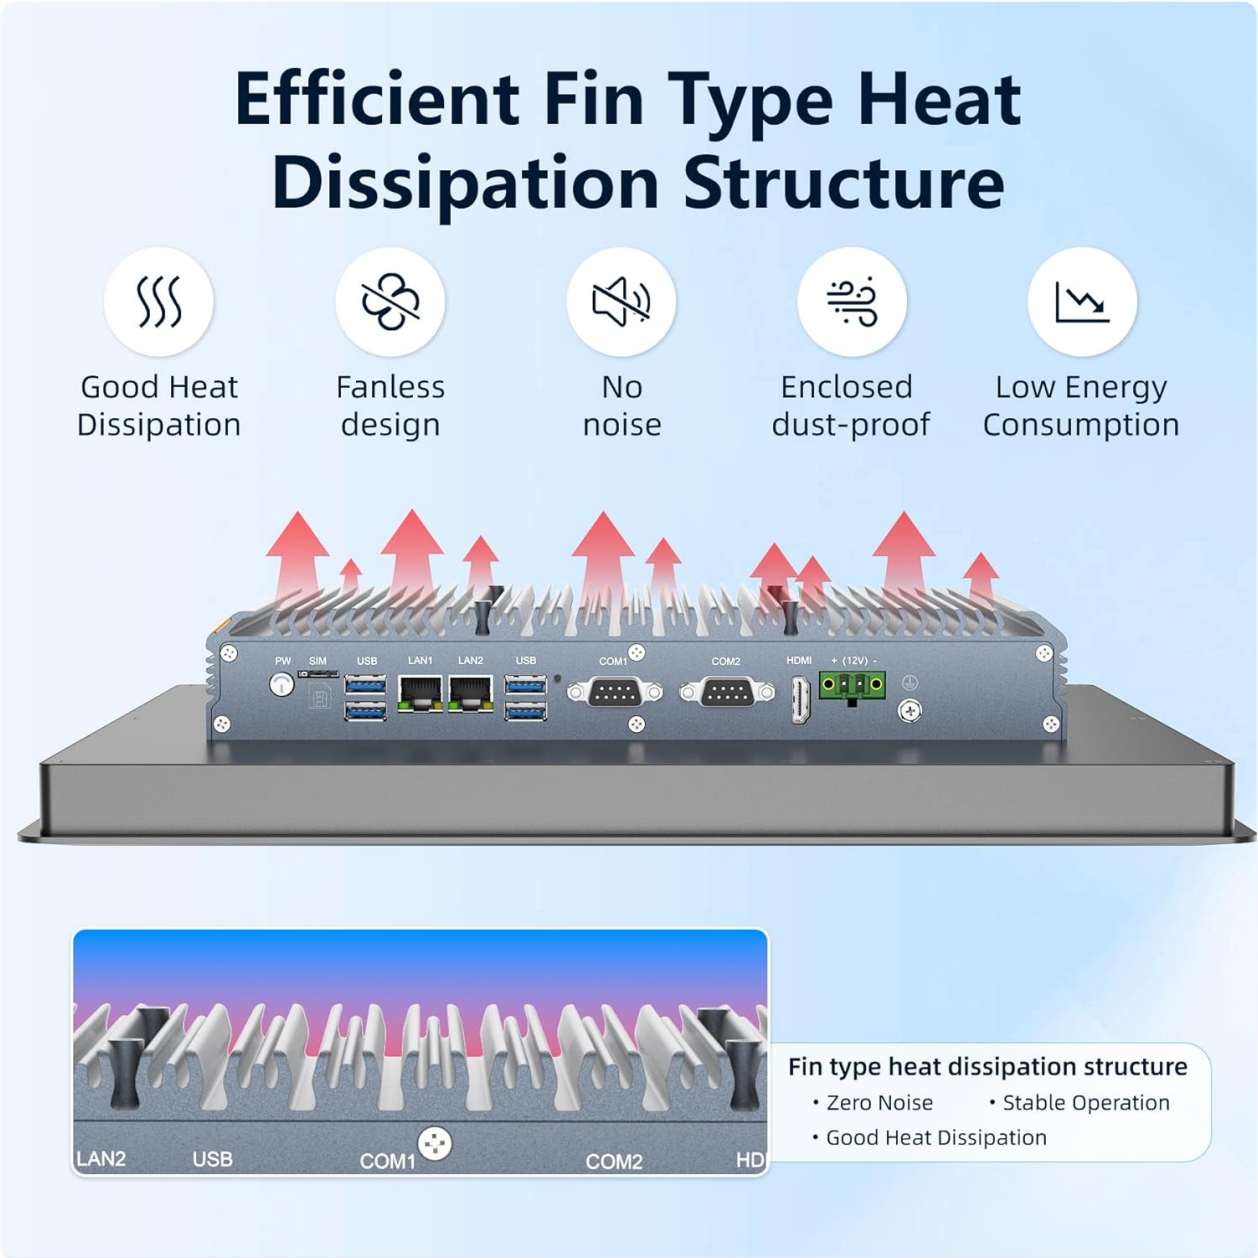 Efficient Fin Type Heat
Dissipation Structure
Good Heat
Dissipation
Fanless
design
No
noise
Enclosed
dust-proof
Low Energy
Consumption
PW SIM USB LAN1 LAN2 USB COM1 COM2 HDMI + (12V) -
LAN2 USB COM1 COM2 HD
Fin type heat dissipation structure
• Zero Noise • Stable Operation
• Good Heat Dissipation